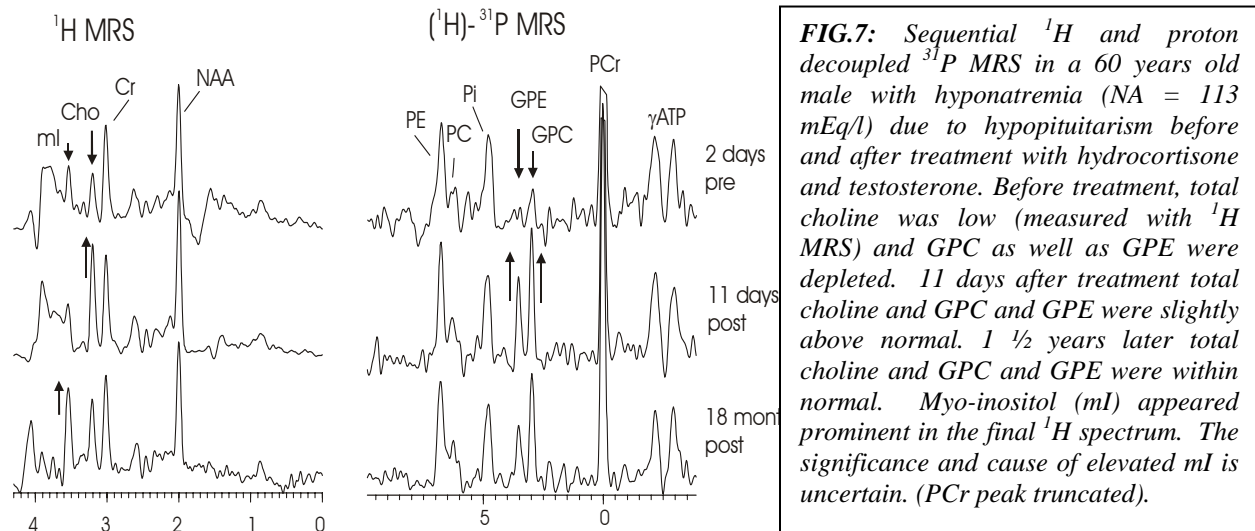 ¹H MRS
(¹H)-³¹P MRS
PCr
NAA
Cr
Cho
mI
Pi
GPE
PE
PC
GPC
γATP
2 days
pre
11 days
post
18 mont
post
4 3 2 1 0
5 0
FIG.7: Sequential ¹H and proton
decoupled ³¹P MRS in a 60 years old
male with hyponatremia (NA = 113
mEq/l) due to hypopituitarism before
and after treatment with hydrocortisone
and testosterone. Before treatment, total
choline was low (measured with ¹H
MRS) and GPC as well as GPE were
depleted. 11 days after treatment total
choline and GPC and GPE were slightly
above normal. 1 ½ years later total
choline and GPC and GPE were within
normal. Myo-inositol (mI) appeared
prominent in the final ¹H spectrum. The
significance and cause of elevated mI is
uncertain. (PCr peak truncated).